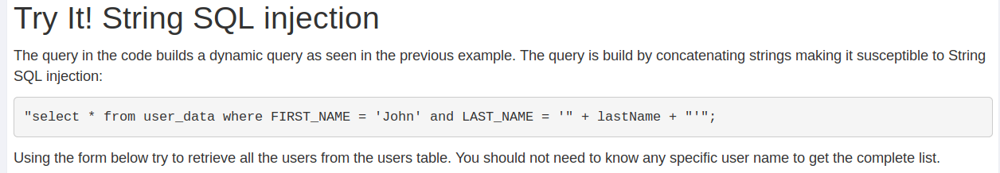 Try It! String SQL injection
The query in the code builds a dynamic query as seen in the previous example. The query is build by concatenating strings making it susceptible to String
SQL injection:
"select * from user_data where FIRST_NAME = 'John' and LAST_NAME = '" + lastName + "'";
Using the form below try to retrieve all the users from the users table. You should not need to know any specific user name to get the complete list.